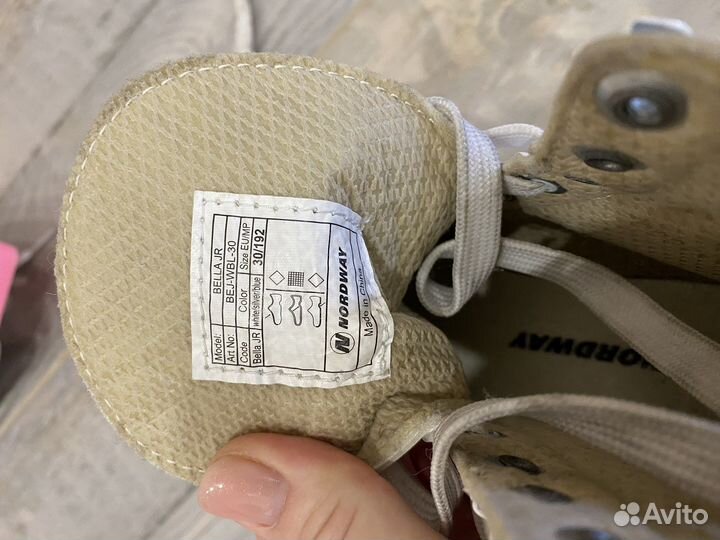 Model: BELLA JR
Art No: BEJ-WBL-30
Code Color Size EU/MP
Bella JR white/silver/blue 30/192
NORDWAY
Made in China
NORDWAY
Avito